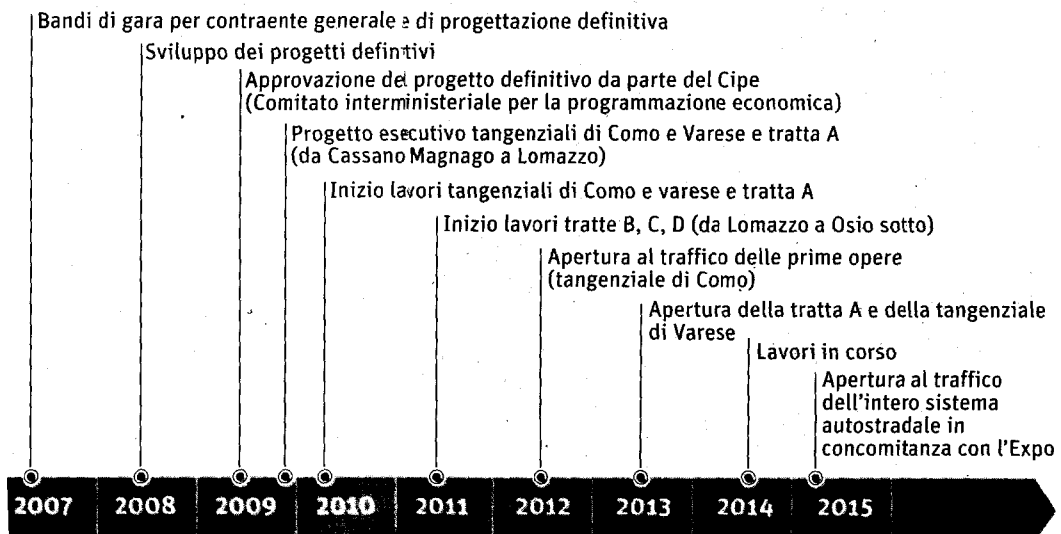 Bandi di gara per contraente generale e di progettazione definitiva
Sviluppo dei progetti definitivi
Approvazione del progetto definitivo da parte del Cipe
(Comitato interministeriale per la programmazione economica)
Progetto esecutivo tangenziali di Como e Varese e tratta A
(da Cassano Magnago a Lomazzo)
Inizio lavori tangenziali di Como e varese e tratta A
Inizio lavori tratte B, C, D (da Lomazzo a Osio sotto)
Apertura al traffico delle prime opere
(tangenziale di Como)
Apertura della tratta A e della tangenziale
di Varese
Lavori in corso
Apertura al traffico
dell'intero sistema
autostradale in
concomitanza con l'Expo
2007 2008 2009 2010 2011 2012 2013 2014 2015